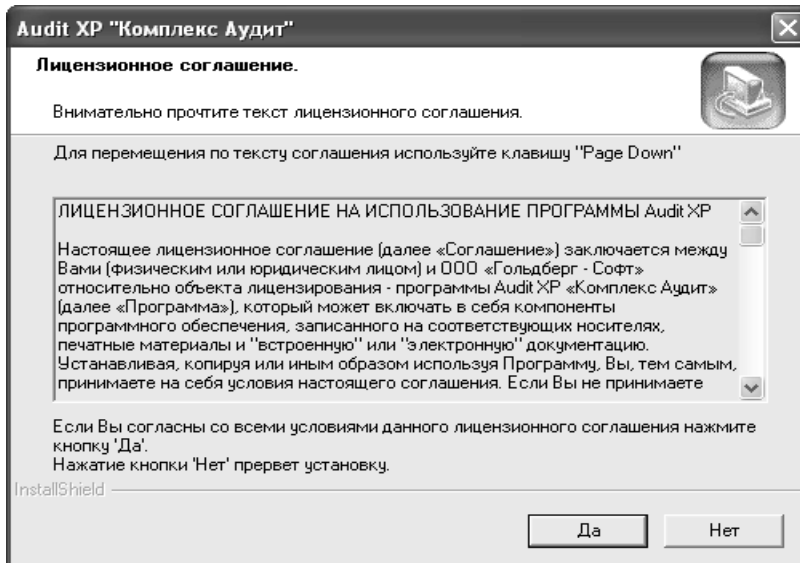 Audit XP "Комплекс Аудит"
Лицензионное соглашение.
Внимательно прочтите текст лицензионного соглашения.
Для перемещения по тексту соглашения используйте клавишу "Page Down"
ЛИЦЕНЗИОННОЕ СОГЛАШЕНИЕ НА ИСПОЛЬЗОВАНИЕ ПРОГРАММЫ Audit XP
Настоящее лицензионное соглашение (далее «Соглашение») заключается между
Вами (физическим или юридическим лицом) и ООО «Гольдберг - Софт»
относительно объекта лицензирования - программы Audit XP «Комплекс Аудит»
(далее «Программа»), который может включать в себя компоненты
программного обеспечения, записанного на соответствующих носителях,
печатные материалы и "встроенную" или "электронную" документацию.
Устанавливая, копируя или иным образом используя Программу, Вы, тем самым,
принимаете на себя условия настоящего соглашения. Если Вы не принимаете
Если Вы согласны со всеми условиями данного лицензионного соглашения нажмите
кнопку 'Да'.
Нажатие кнопки 'Нет' прервет установку.
InstallShield
Да
Нет